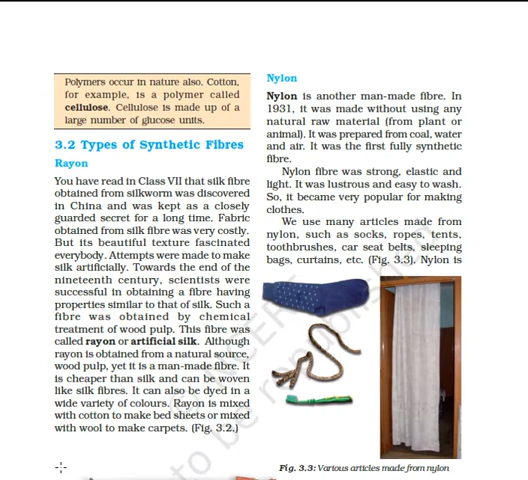 Polymers occur in nature also. Cotton,
for example, is a polymer called
cellulose. Cellulose is made up of a
large number of glucose units.
3.2 Types of Synthetic Fibres
Rayon
You have read in Class VII that silk fibre
obtained from silkworm was discovered
in China and was kept as a closely
guarded secret for a long time. Fabric
obtained from silk fibre was very costly.
But its beautiful texture fascinated
everybody. Attempts were made to make
silk artificially. Towards the end of the
nineteenth century, scientists were
successful in obtaining a fibre having
properties similar to that of silk. Such a
fibre was obtained by chemical
treatment of wood pulp. This fibre was
called rayon or artificial silk. Although
rayon is obtained from a natural source,
wood pulp, yet it is a man-made fibre. It
is cheaper than silk and can be woven
like silk fibres. It can also be dyed in a
wide variety of colours. Rayon is mixed
with cotton to make bed sheets or mixed
with wool to make carpets. (Fig. 3.2.)
Nylon
Nylon is another man-made fibre. In
1931, it was made without using any
natural raw material (from plant or
animal). It was prepared from coal, water
and air. It was the first fully synthetic
fibre.
Nylon fibre was strong, elastic and
light. It was lustrous and easy to wash.
So, it became very popular for making
clothes.
We use many articles made from
nylon, such as socks, ropes, tents,
toothbrushes, car seat belts, sleeping
bags, curtains, etc. (Fig. 3.3). Nylon is
Fig. 3.3: Various articles made from nylon
to be republished